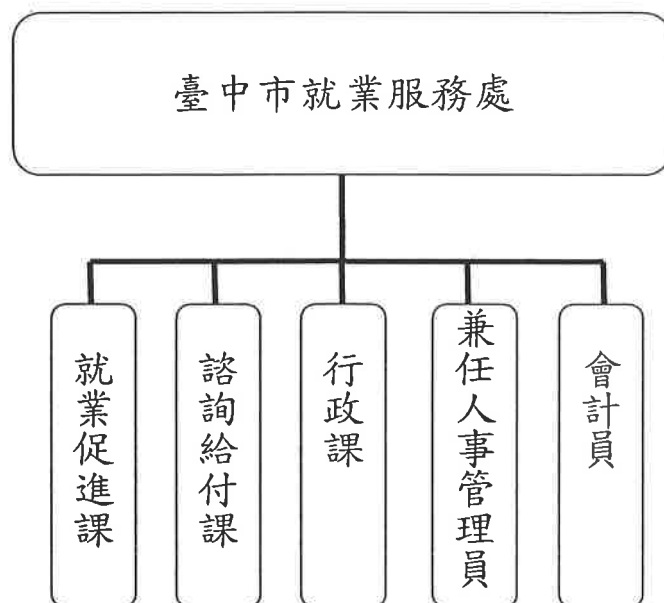 臺中市就業服務處
就業促進課
諮詢給付課
行政課
兼任人事管理員
會計員